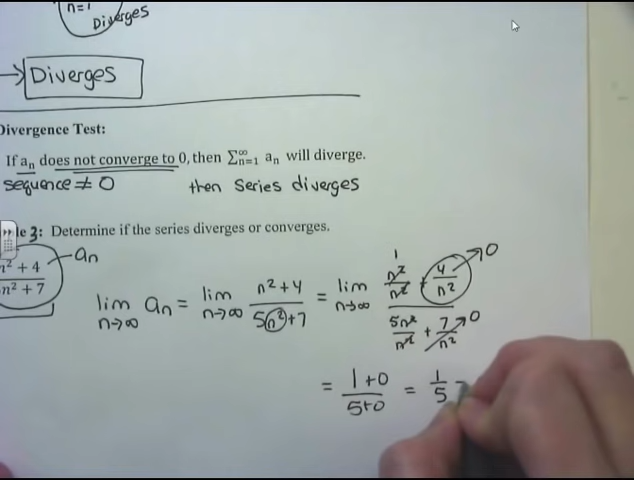 n=1
Diverges
→ Diverges
Divergence Test:
If aₙ does not converge to 0, then ∑ₙ₌₁^∞ aₙ will diverge.
sequence ≠ 0 then series diverges
le 3: Determine if the series diverges or converges.
n² + 4 / n² + 7 — aₙ
lim n→∞ aₙ = lim n→∞ (n²+4)/(5n²+7) = lim n→∞ (n²/n² + 4/n²)/(5n²/n² + 7/n²) 1 →0 →0
= (1+0)/(5+0) = 1/5